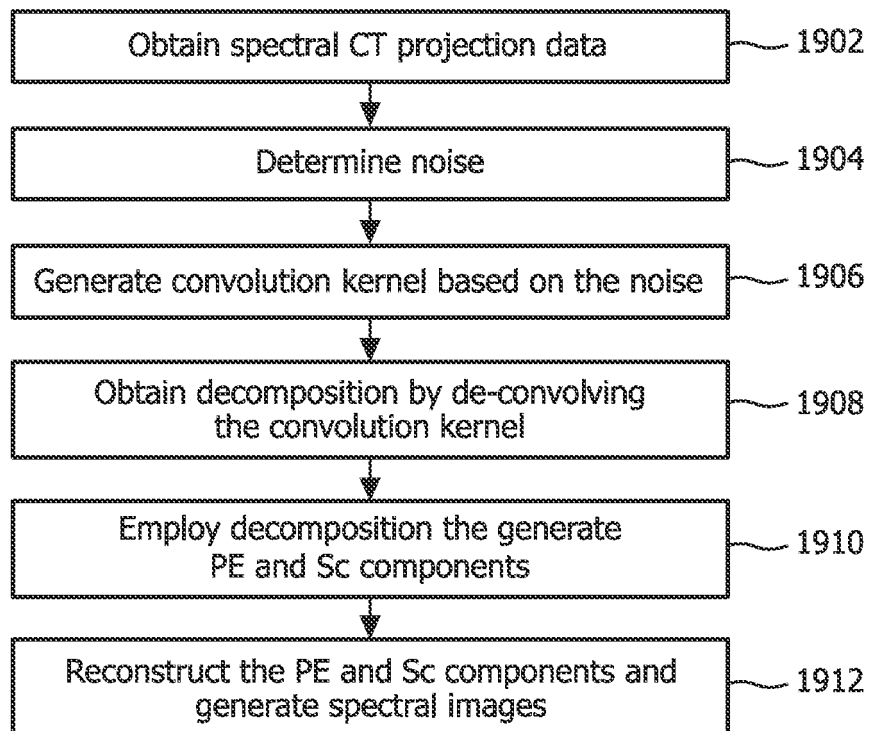 Obtain spectral CT projection data
1902
Determine noise
1904
Generate convolution kernel based on the noise
1906
Obtain decomposition by de-convolving
the convolution kernel
1908
Employ decomposition the generate
PE and Sc components
1910
Reconstruct the PE and Sc components and
generate spectral images
1912